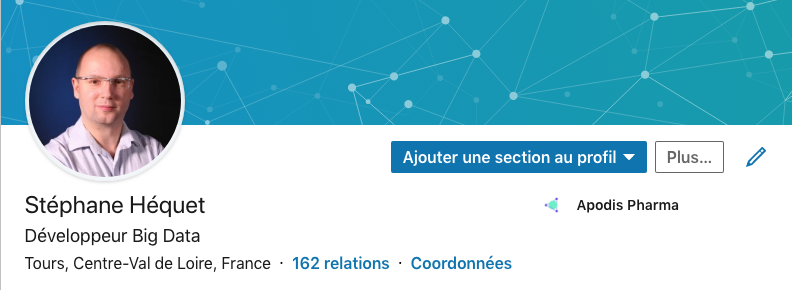 Ajouter une section au profil
Plus...
Stéphane Héquet
Apodis Pharma
Développeur Big Data
Tours, Centre-Val de Loire, France · 162 relations · Coordonnées